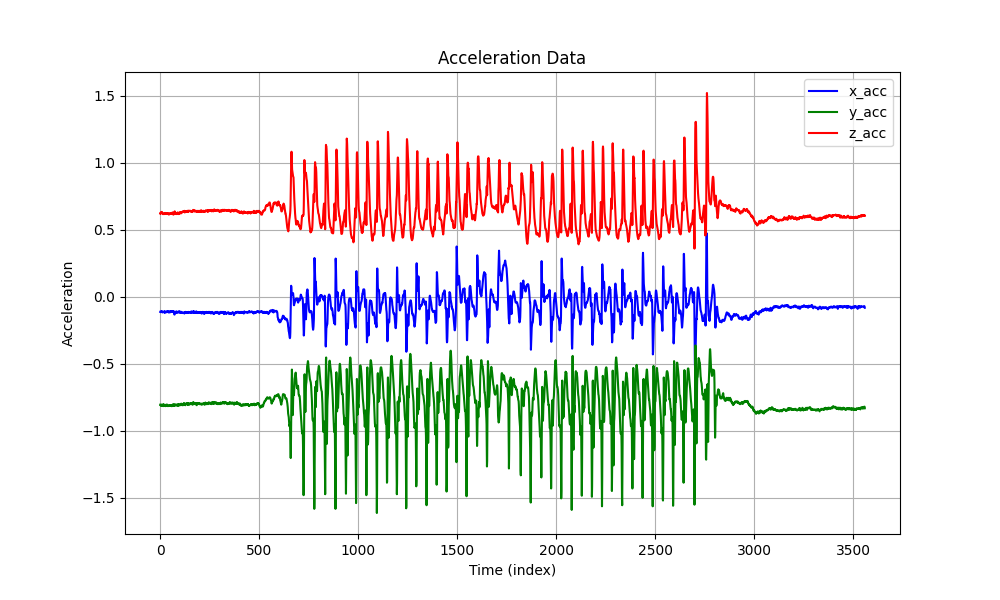 Acceleration Data
x_acc
y_acc
z_acc
1.5
1.0
0.5
0.0
−0.5
−1.0
−1.5
Acceleration
0
500
1000
1500
2000
2500
3000
3500
Time (index)